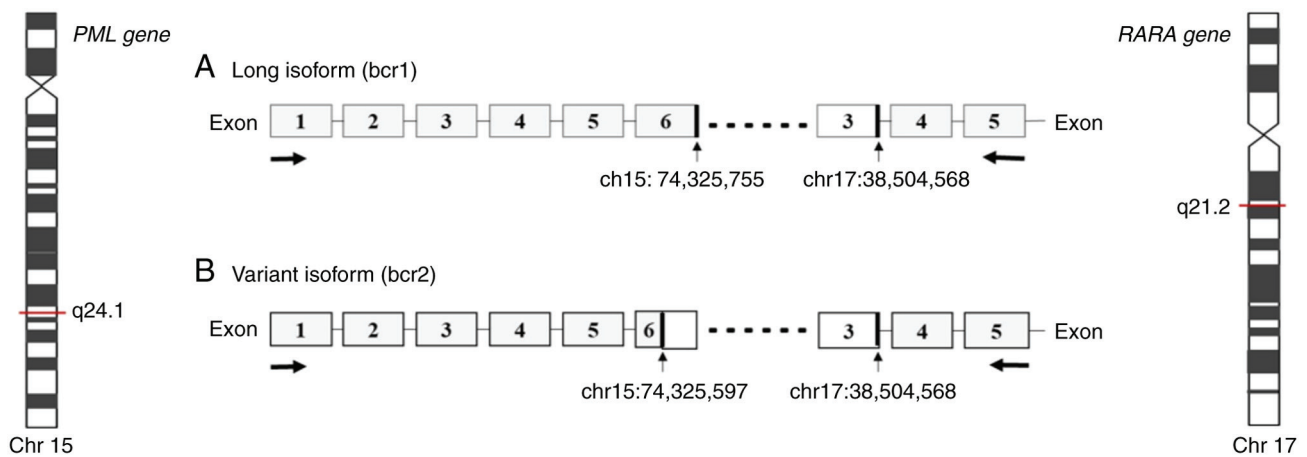 PML gene
RARA gene
A Long isoform (bcr1)
Exon 1 2 3 4 5 6 3 4 5 Exon
ch15: 74,325,755 chr17:38,504,568
q21.2
B Variant isoform (bcr2)
q24.1
Exon 1 2 3 4 5 6 3 4 5 Exon
chr15:74,325,597 chr17:38,504,568
Chr 15
Chr 17